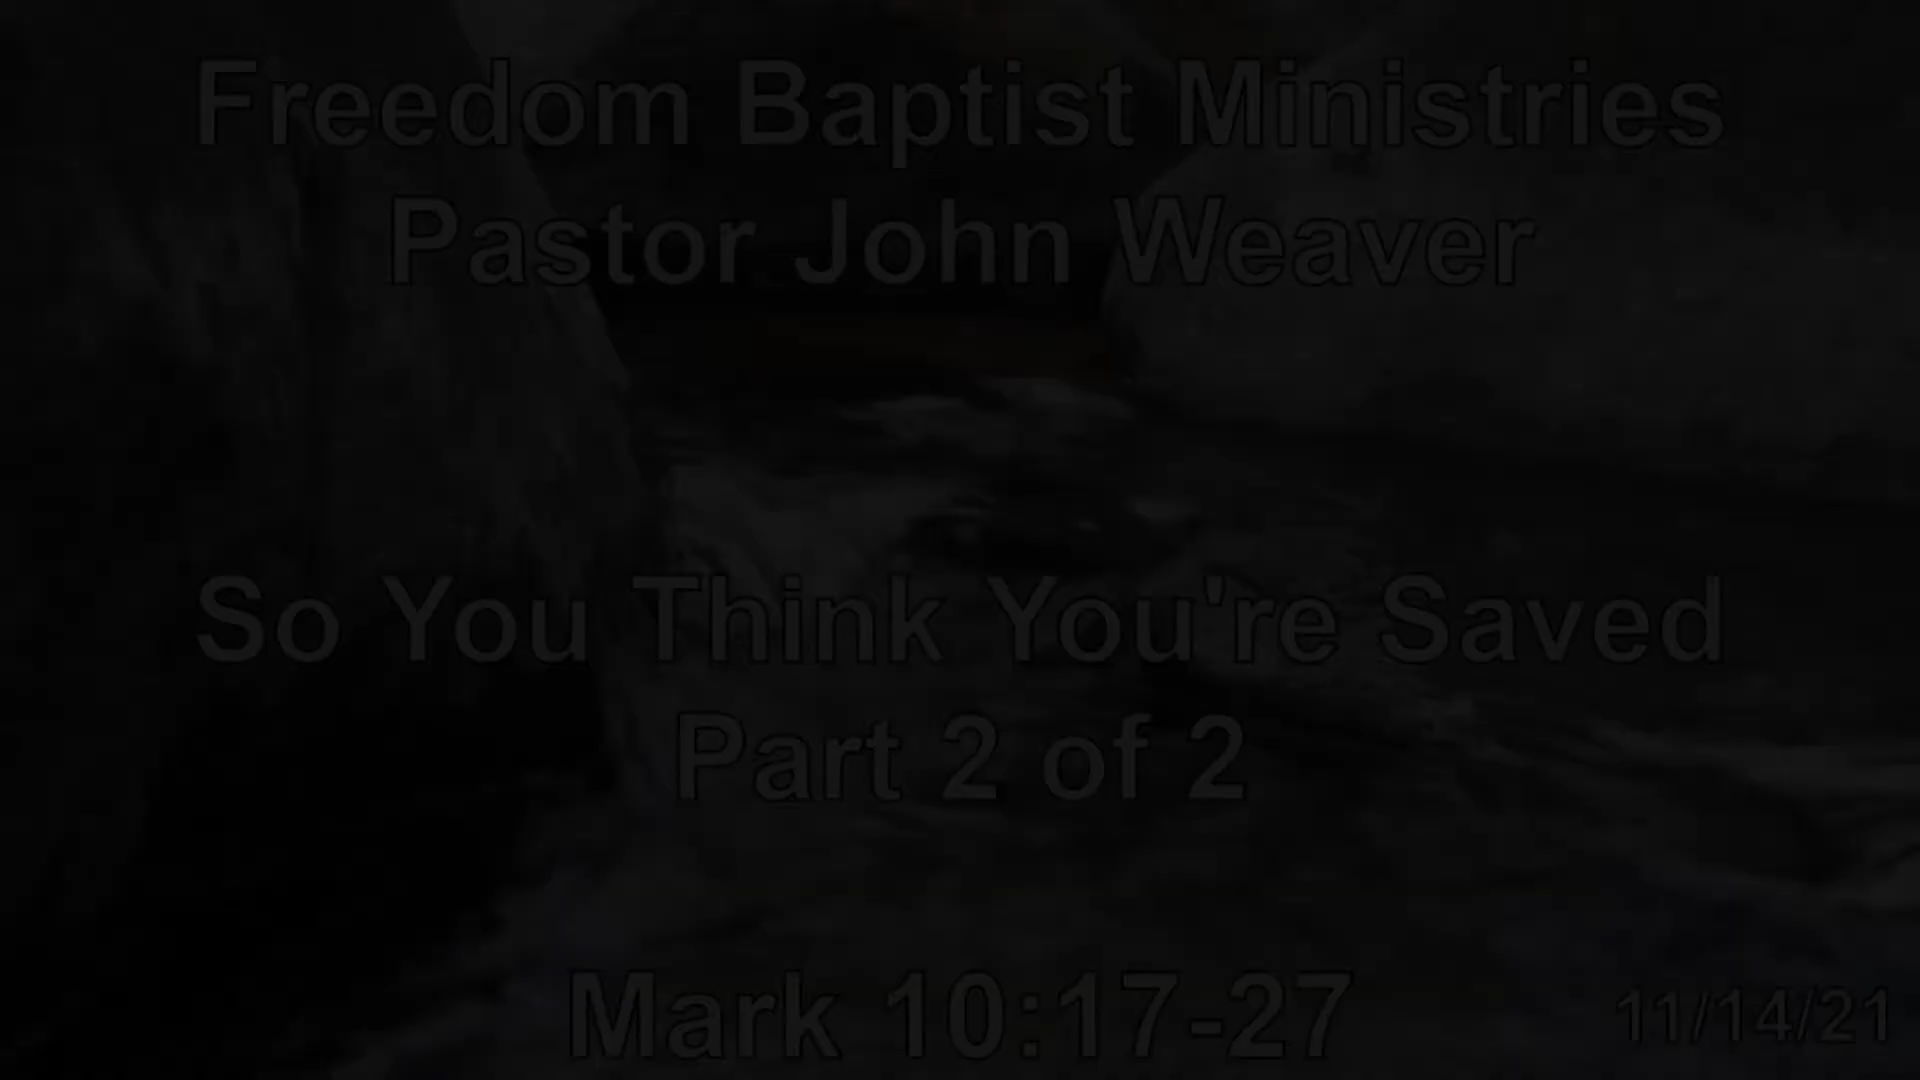 Freedom Baptist Ministries
Pastor John Weaver
So You Think You're Saved
Part 2 of 2
Mark 10:17-27
11/14/21